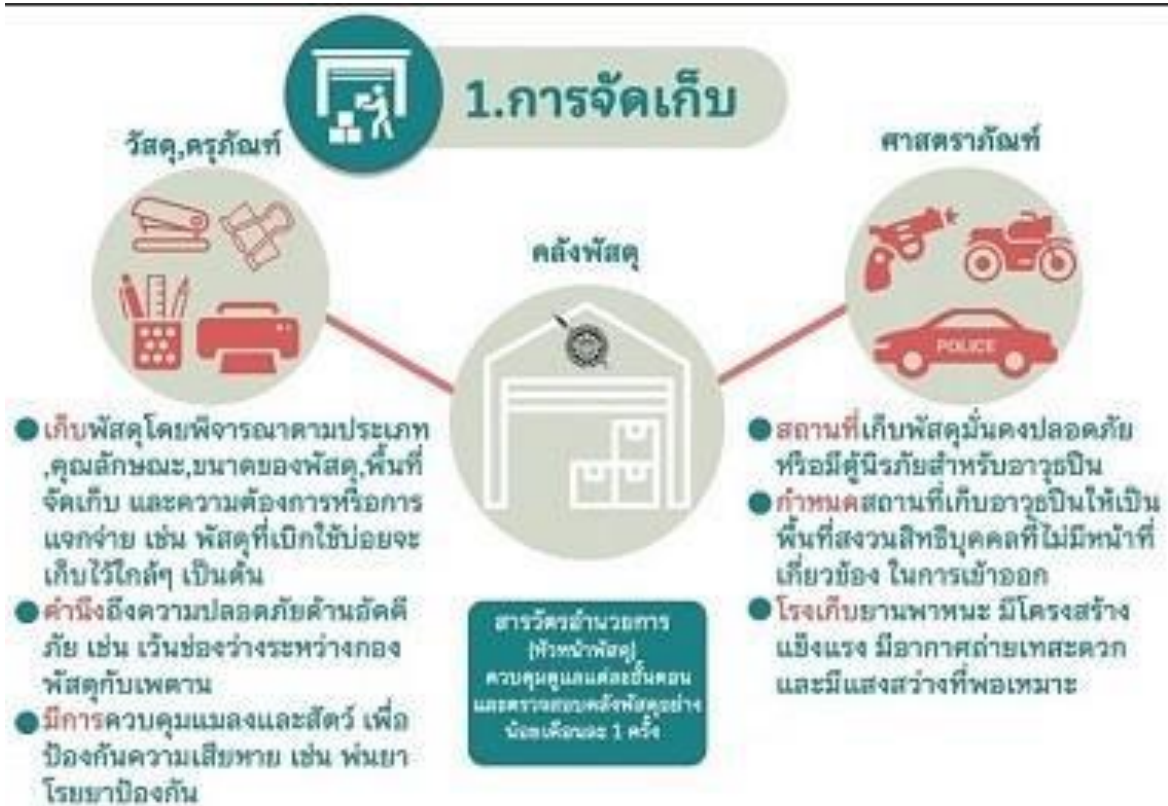 1.การจัดเก็บ
วัสดุ,ครุภัณฑ์
เก็บพัสดุโดยพิจารณาตามประเภท
,คุณลักษณะ,ขนาดของพัสดุ,พื้นที่
จัดเก็บ และความต้องการหรือการ
แจกจ่าย เช่น พัสดุที่เบิกใช้บ่อยจะ
เก็บไว้ใกล้ๆ เป็นต้น
คำนึงถึงความปลอดภัยด้านอัคคี
ภัย เช่น เว้นช่องว่างระหว่างกอง
พัสดุกับเพดาน
มีการควบคุมแมลงและสัตว์ เพื่อ
ป้องกันความเสียหาย เช่น พ่นยา
โรยยาป้องกัน
คลังพัสดุ
สารวัตรอำนวยการ
(หัวหน้าพัสดุ)
ควบคุมดูแลแต่ละขั้นตอน
และตรวจสอบคลังพัสดุอย่าง
น้อยเดือนละ 1 ครั้ง
ศาสตราภัณฑ์
POLICE
สถานที่เก็บพัสดุมั่นคงปลอดภัย
หรือมีตู้นิรภัยสำหรับอาวุธปืน
กำหนดสถานที่เก็บอาวุธปืนให้เป็น
พื้นที่สงวนสิทธิบุคคลที่ไม่มีหน้าที่
เกี่ยวข้อง ในการเข้าออก
โรงเก็บยานพาหนะ มีโครงสร้าง
แข็งแรง มีอากาศถ่ายเทสะดวก
และมีแสงสว่างที่พอเหมาะ